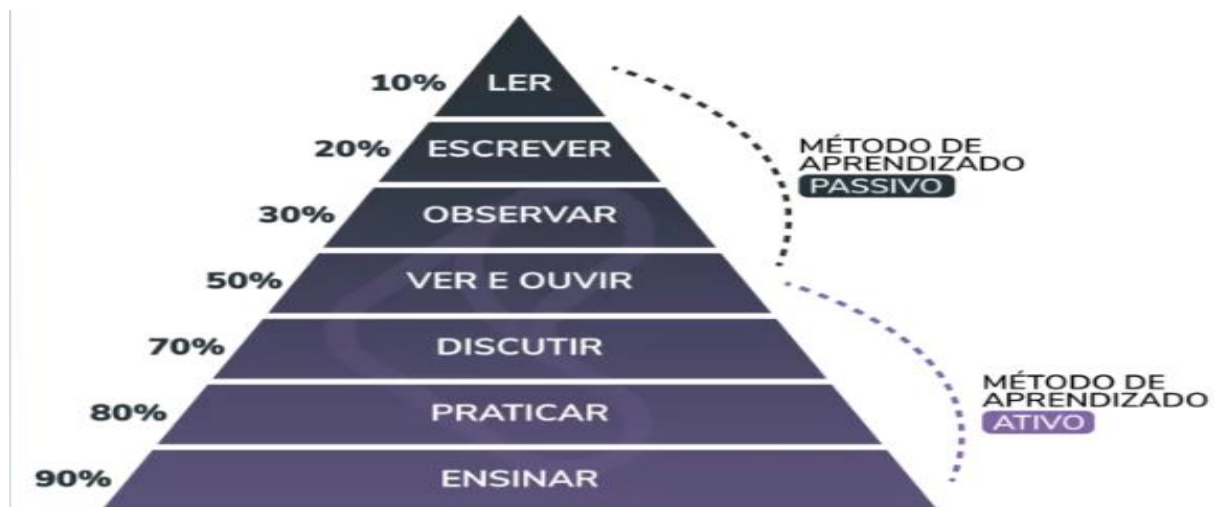 10% LER
20% ESCREVER
30% OBSERVAR
50% VER E OUVIR
70% DISCUTIR
80% PRATICAR
90% ENSINAR
MÉTODO DE
APRENDIZADO
PASSIVO
MÉTODO DE
APRENDIZADO
ATIVO